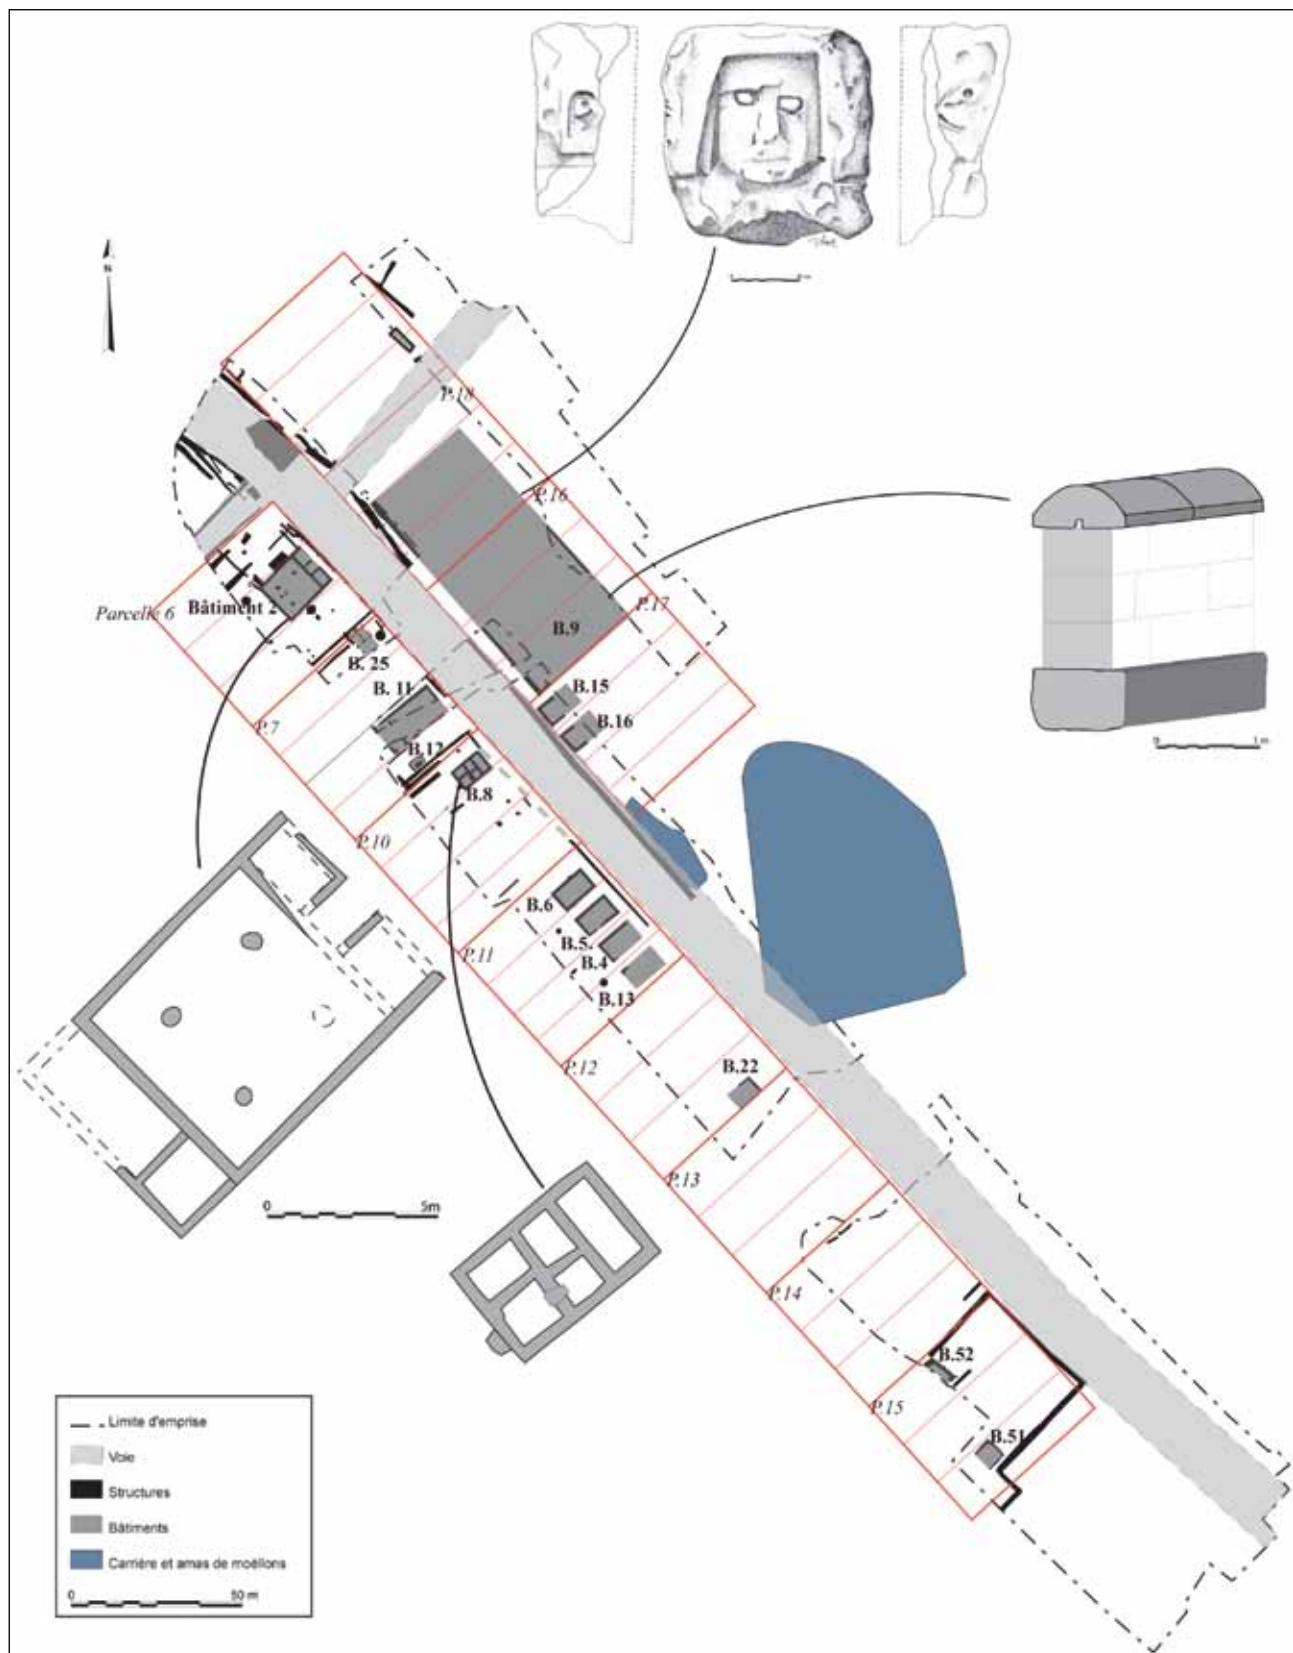 N
P.18
P.16
P.17
B.9
Parcelle 6
Bâtiment 2
B. 25
B.15
B.16
B. 11
P.7
B.12
B.8
P.10
0 1 m
B.6
B.5
B.4
B.13
P.11
P.12
B.22
P.13
0 5m
P.14
B.52
P.15
B.51
Limite d'emprise
Voie
Structures
Bâtiments
Carrière et amas de moëllons
0 50 m